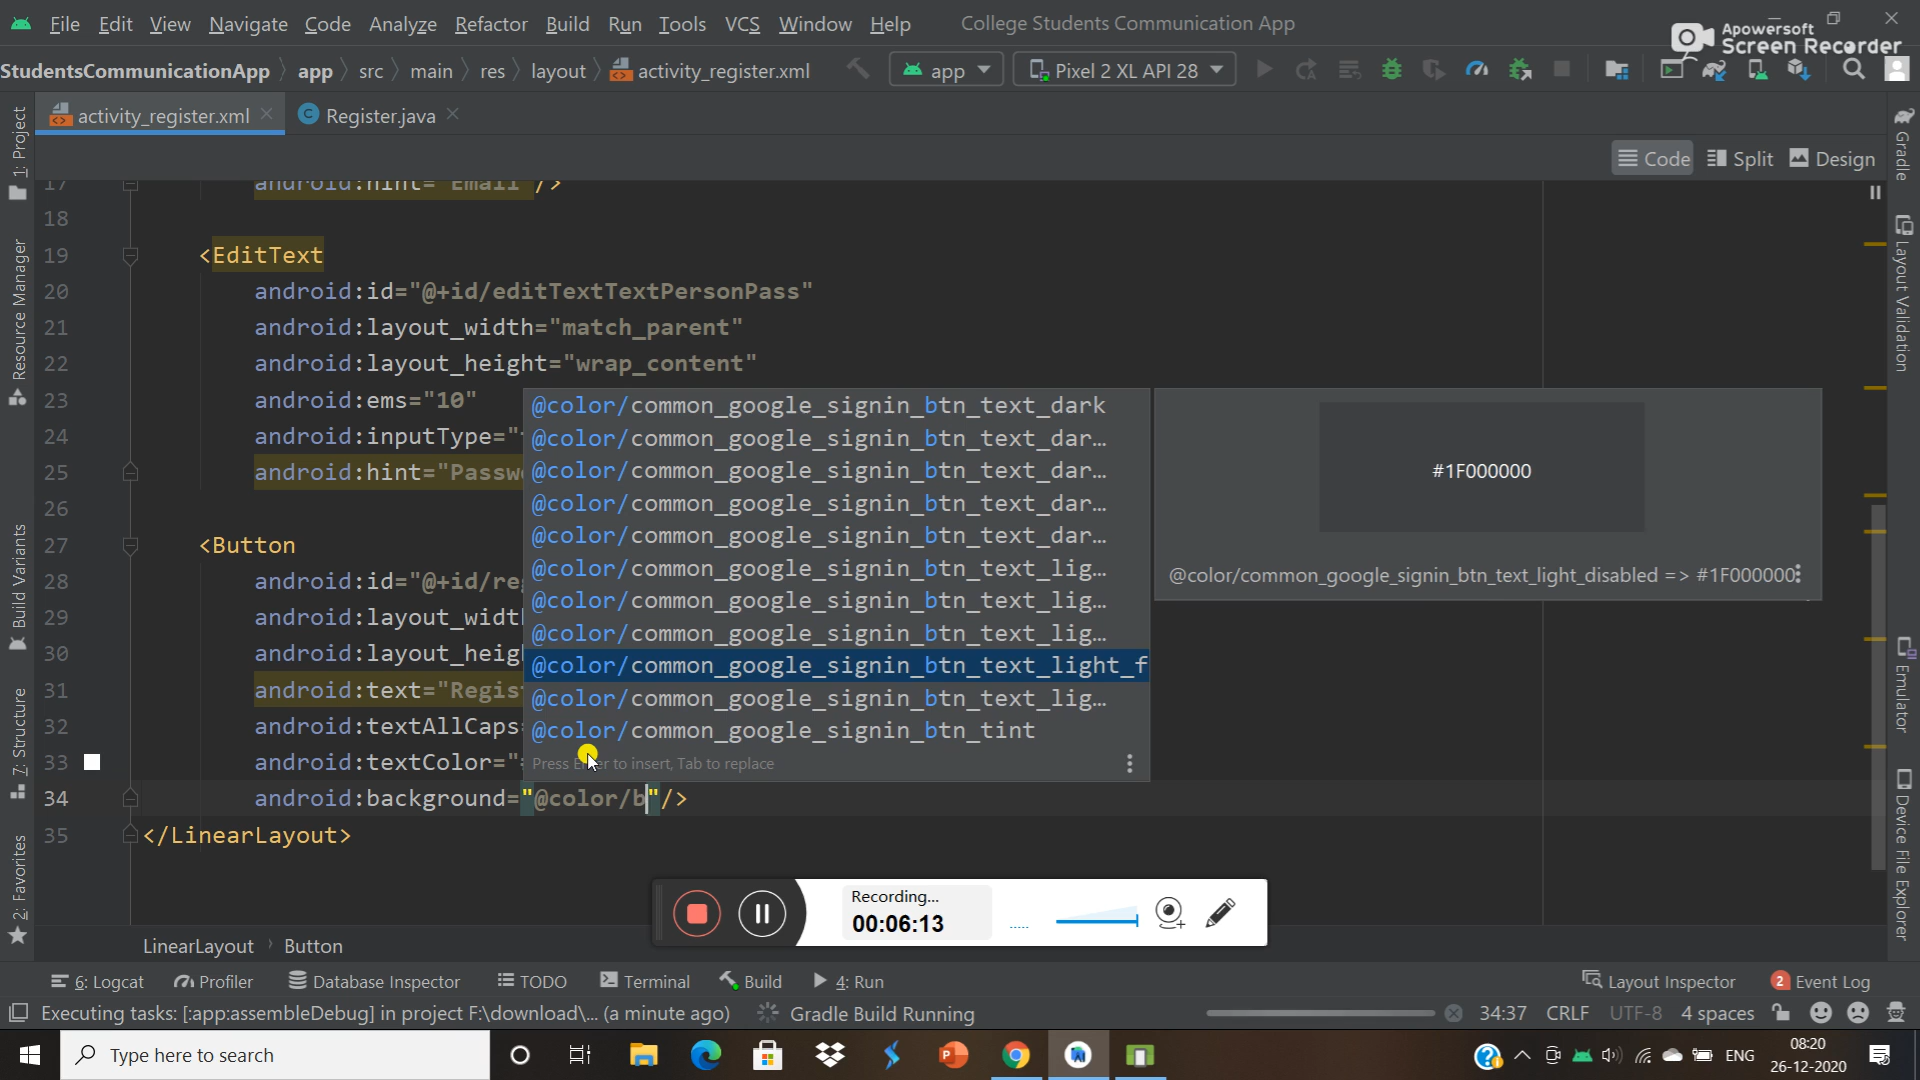 File Edit View Navigate Code Analyze Refactor Build Run Tools VCS Window Help College Students Communication App
Apowersoft
Screen Recorder
StudentsCommunicationApp app src main res layout activity_register.xml app Pixel 2 XL API 28
activity_register.xml Register.java
Code Split Design
17 android:hint="Email"/>
18
19 <EditText
20 android:id="@+id/editTextTextPersonPass"
21 android:layout_width="match_parent"
22 android:layout_height="wrap_content"
23 android:ems="10"
24 android:inputType="
25 android:hint="Passw
26
27 <Button
28 android:id="@+id/re
29 android:layout_widt
30 android:layout_heig
31 android:text="Regis
32 android:textAllCaps
33 android:textColor="
34 android:background="@color/b"/>
35 </LinearLayout>
@color/common_google_signin_btn_text_dark
@color/common_google_signin_btn_text_dar...
@color/common_google_signin_btn_text_dar...
@color/common_google_signin_btn_text_dar...
@color/common_google_signin_btn_text_dar...
@color/common_google_signin_btn_text_lig...
@color/common_google_signin_btn_text_lig...
@color/common_google_signin_btn_text_lig...
@color/common_google_signin_btn_text_light_f
@color/common_google_signin_btn_text_lig...
@color/common_google_signin_btn_tint
Press Enter to insert, Tab to replace
#1F000000
@color/common_google_signin_btn_text_light_disabled => #1F000000
1: Project
Resource Manager
Build Variants
7: Structure
2: Favorites
Gradle
Layout Validation
Emulator
Device File Explorer
Recording...
00:06:13
LinearLayout Button
6: Logcat Profiler Database Inspector TODO Terminal Build 4: Run Layout Inspector 2 Event Log
Executing tasks: [:app:assembleDebug] in project F:\download\... (a minute ago) Gradle Build Running 34:37 CRLF UTF-8 4 spaces
Type here to search
ENG
08:20
26-12-2020